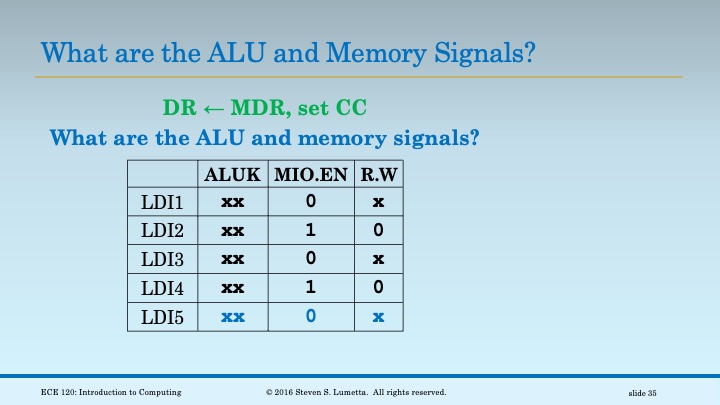 What are the ALU and Memory Signals?
DR ← MDR, set CC
What are the ALU and memory signals?
ALUK MIO.EN R.W
LDI1 xx 0 x
LDI2 xx 1 0
LDI3 xx 0 x
LDI4 xx 1 0
LDI5 xx 0 x
ECE 120: Introduction to Computing © 2016 Steven S. Lumetta. All rights reserved. slide 35